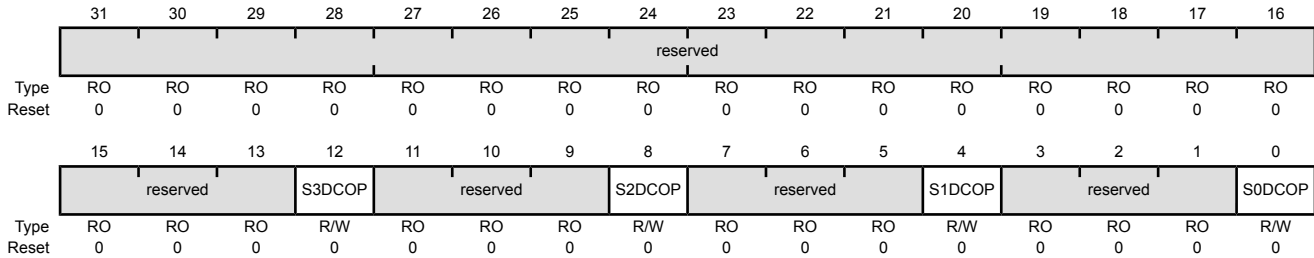 31 30 29 28 27 26 25 24 23 22 21 20 19 18 17 16
reserved
Type RO RO RO RO RO RO RO RO RO RO RO RO RO RO RO RO
Reset 0 0 0 0 0 0 0 0 0 0 0 0 0 0 0 0
15 14 13 12 11 10 9 8 7 6 5 4 3 2 1 0
reserved S3DCOP reserved S2DCOP reserved S1DCOP reserved S0DCOP
Type RO RO RO R/W RO RO RO R/W RO RO RO R/W RO RO RO R/W
Reset 0 0 0 0 0 0 0 0 0 0 0 0 0 0 0 0